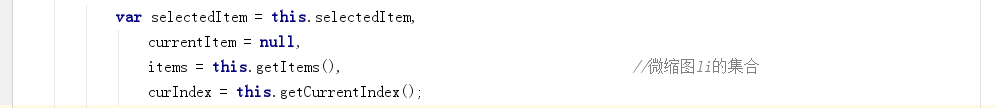 var selectedItem = this.selectedItem,
currentItem = null,
items = this.getItems(), //微缩图li的集合
curIndex = this.getCurrentIndex();